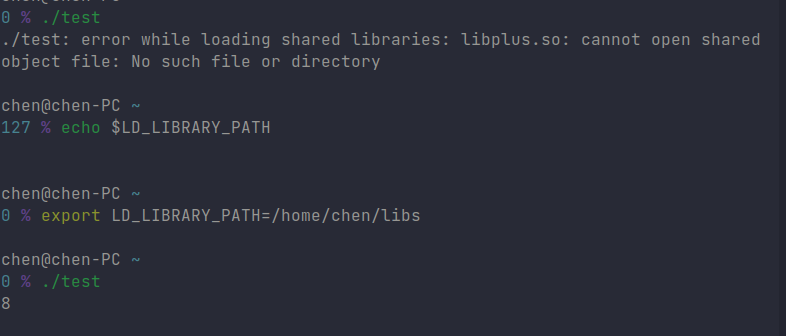 0 % ./test
./test: error while loading shared libraries: libplus.so: cannot open shared
object file: No such file or directory
chen@chen-PC ~
127 % echo $LD_LIBRARY_PATH
chen@chen-PC ~
0 % export LD_LIBRARY_PATH=/home/chen/libs
chen@chen-PC ~
0 % ./test
8